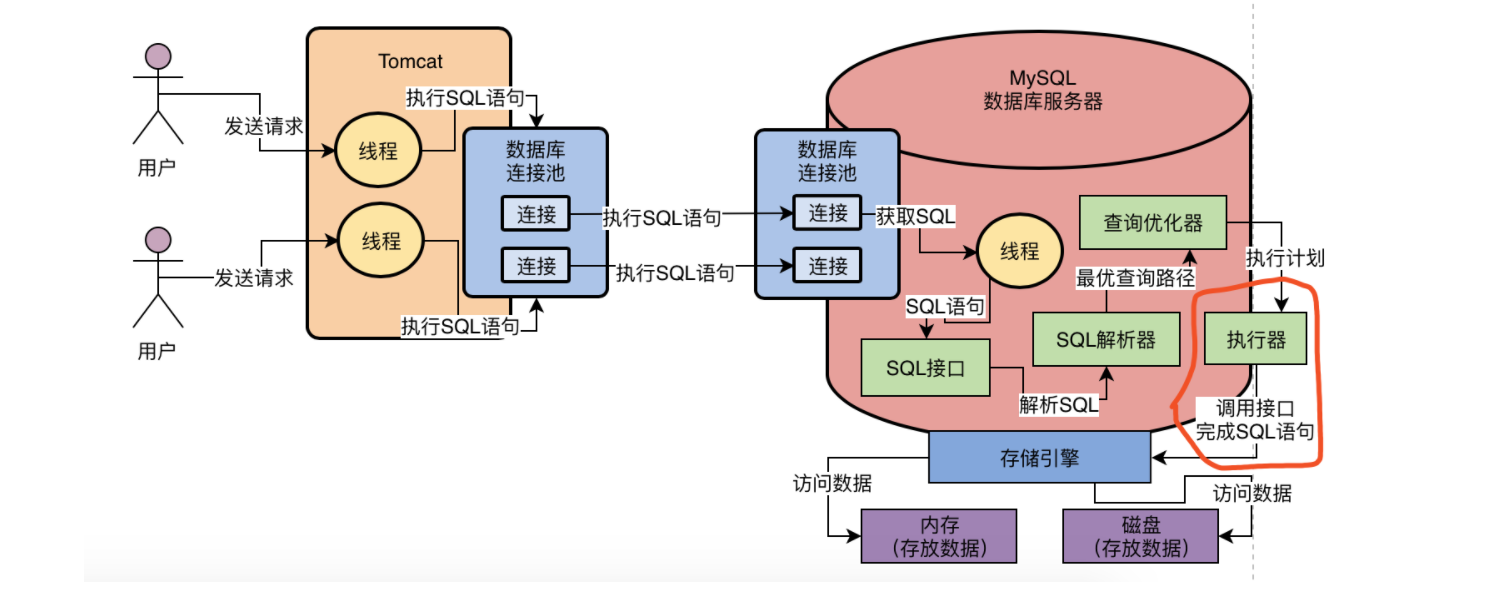 用户
发送请求
用户
发送请求
Tomcat
线程
执行SQL语句
线程
执行SQL语句
数据库
连接池
连接
连接
执行SQL语句
执行SQL语句
数据库
连接池
连接
连接
MySQL
数据库服务器
获取SQL
线程
SQL语句
SQL接口
解析SQL
SQL解析器
最优查询路径
查询优化器
执行计划
执行器
调用接口
完成SQL语句
存储引擎
访问数据
内存
(存放数据)
访问数据
磁盘
(存放数据)